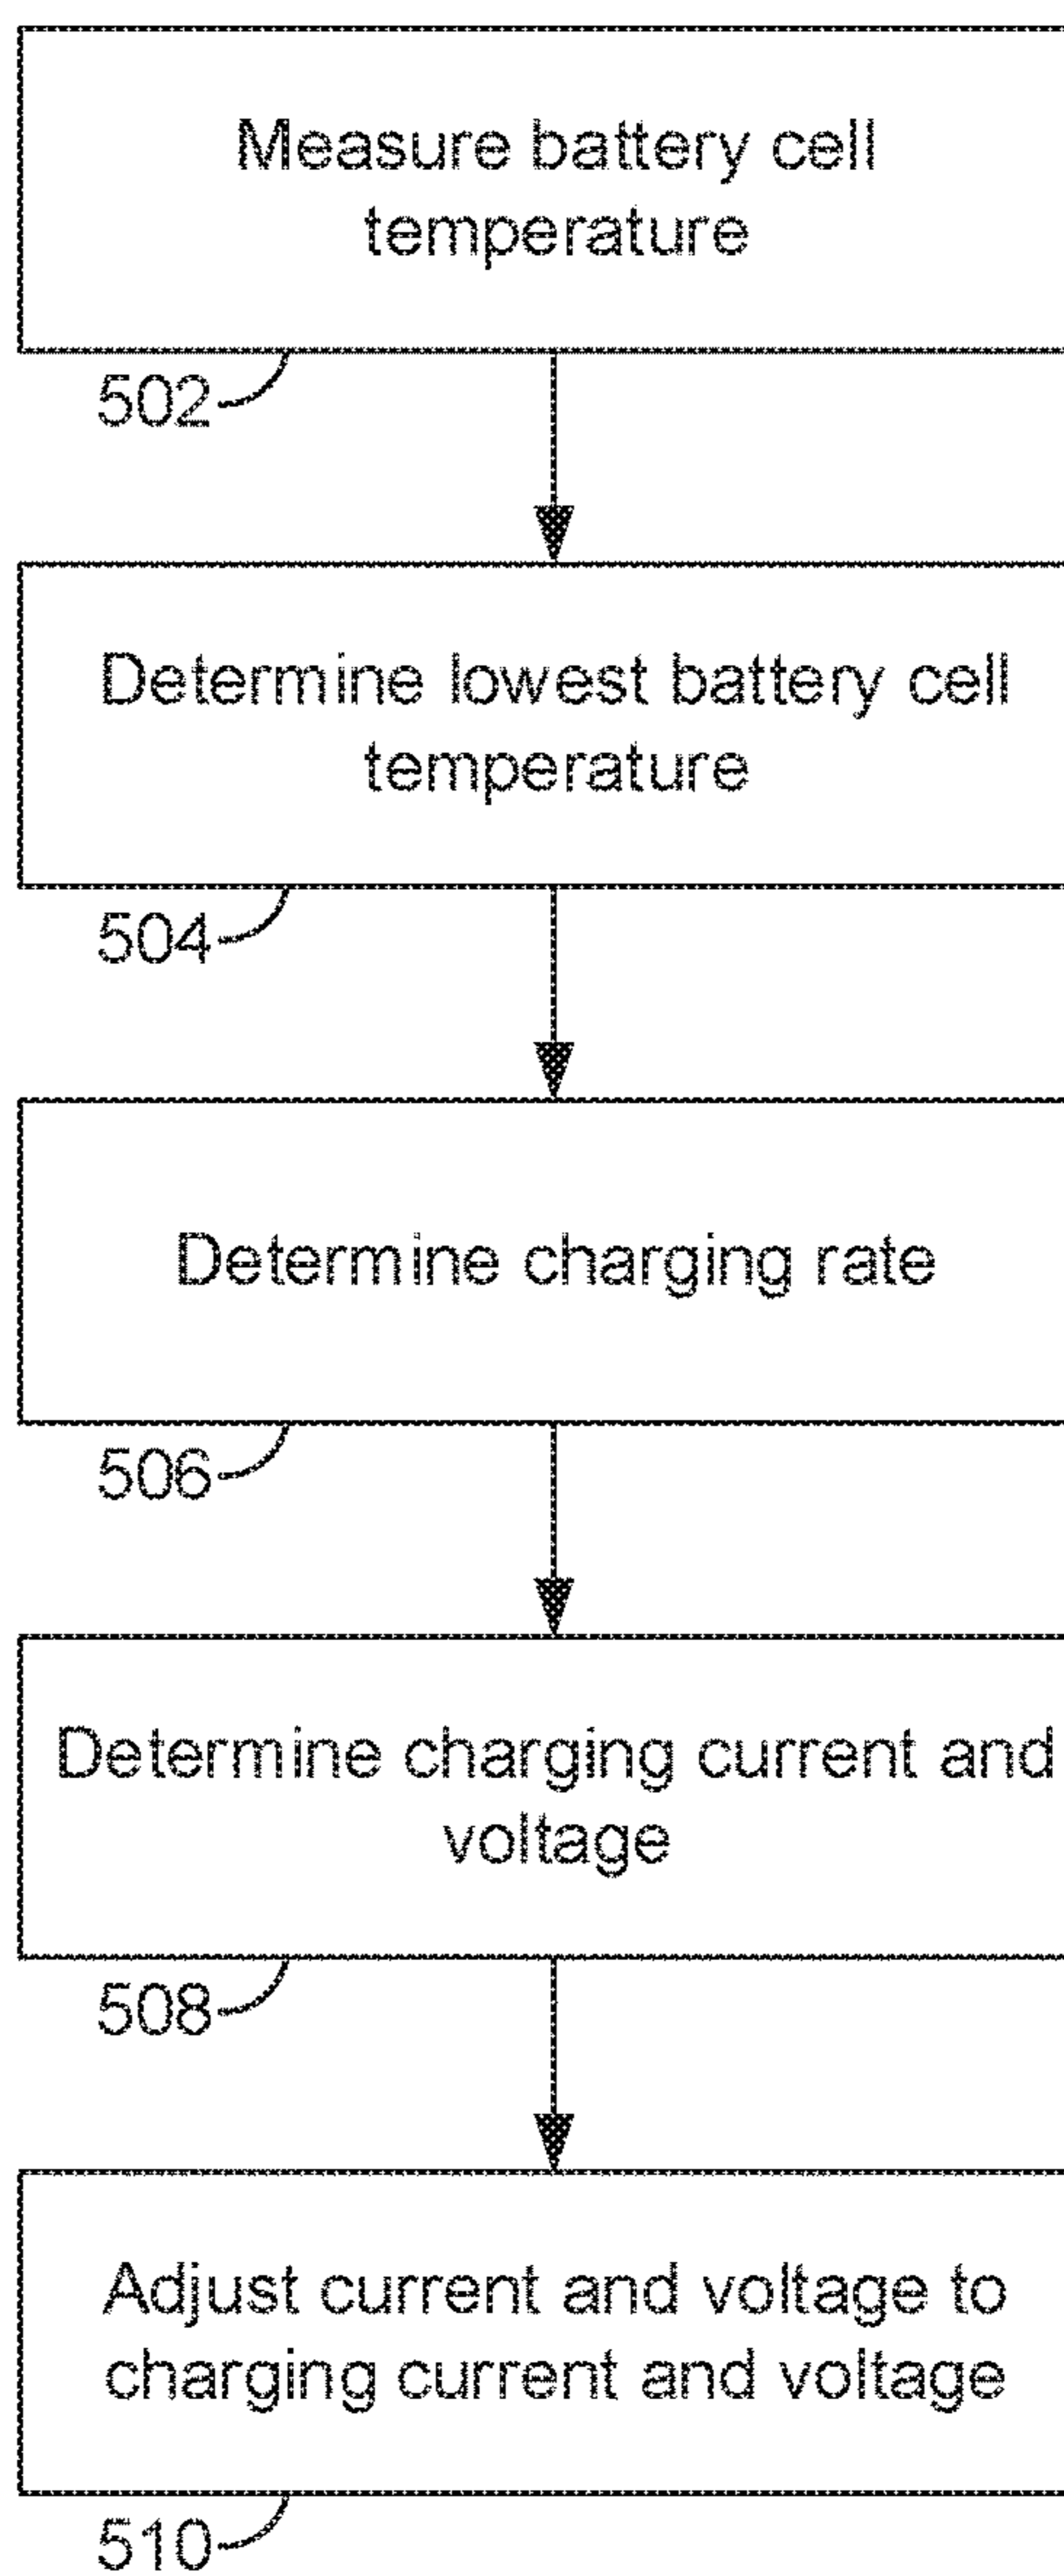 Measure battery cell
temperature
502
Determine lowest battery cell
temperature
504
Determine charging rate
506
Determine charging current and
voltage
508
Adjust current and voltage to
charging current and voltage
510